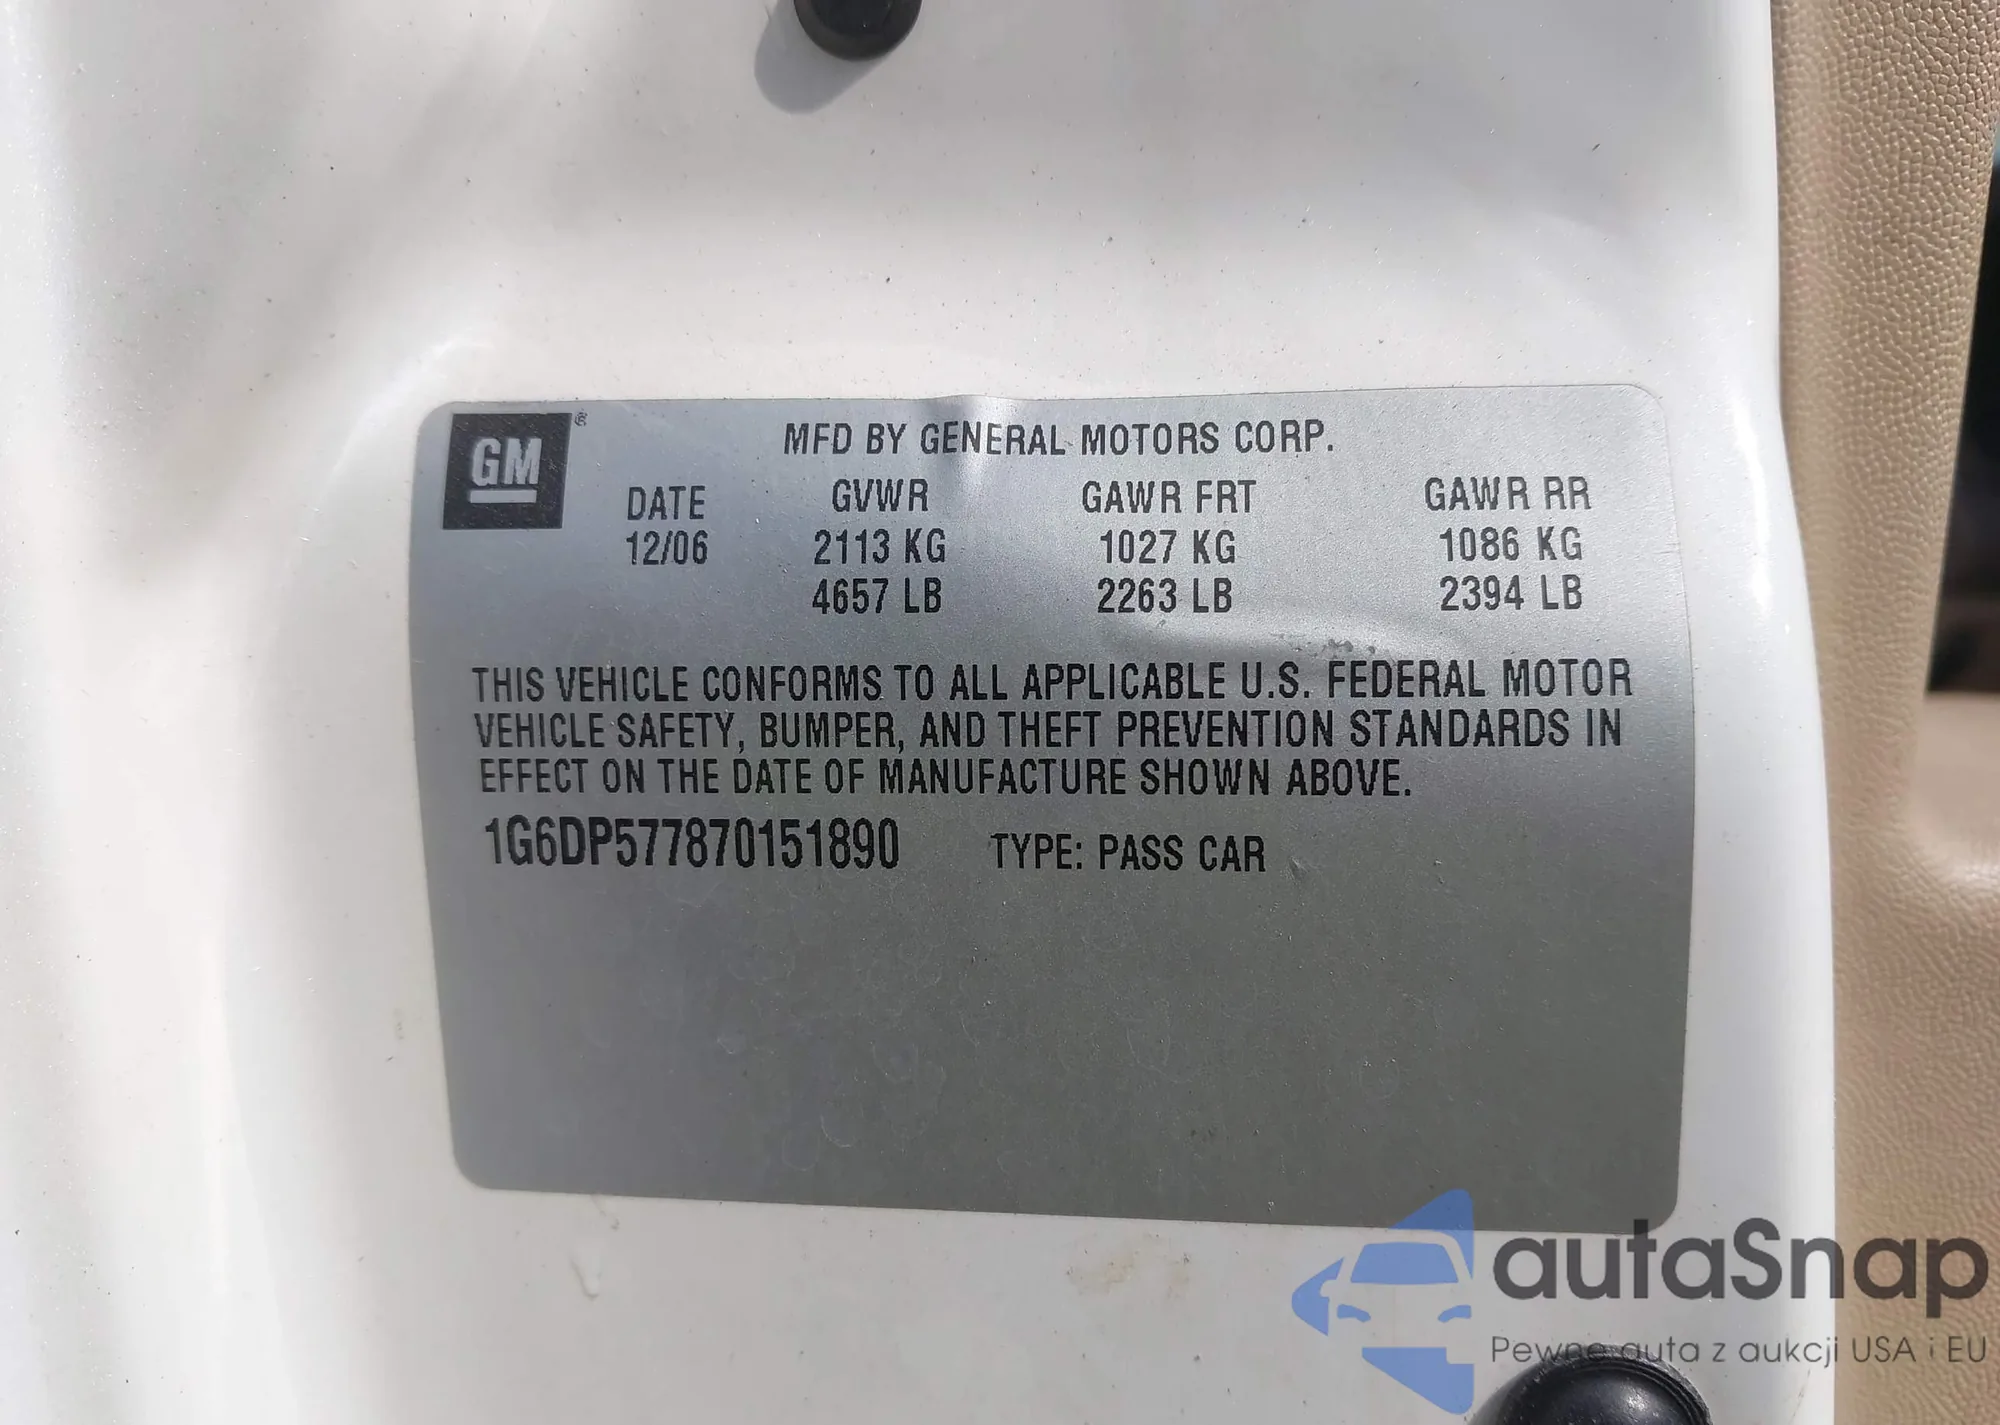 GM®
MFD BY GENERAL MOTORS CORP.
DATE GVWR GAWR FRT GAWR RR
12/06 2113 KG 1027 KG 1086 KG
4657 LB 2263 LB 2394 LB
THIS VEHICLE CONFORMS TO ALL APPLICABLE U.S. FEDERAL MOTOR
VEHICLE SAFETY, BUMPER, AND THEFT PREVENTION STANDARDS IN
EFFECT ON THE DATE OF MANUFACTURE SHOWN ABOVE.
1G6DP577870151890 TYPE: PASS CAR
autaSnap
Pewne auta z aukcji USA i EU